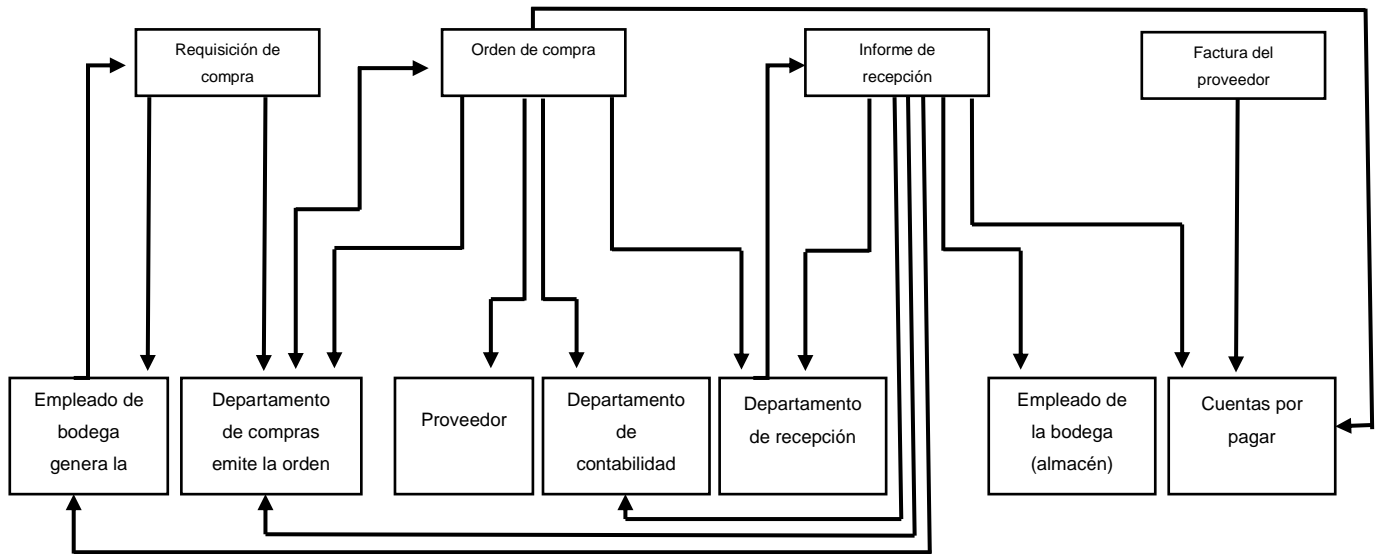 Requisición de
compra
Orden de compra
Informe de
recepción
Factura del
proveedor
Empleado de
bodega
genera la
Departamento
de compras
emite la orden
Proveedor
Departamento
de
contabilidad
Departamento
de recepción
Empleado de
la bodega
(almacén)
Cuentas por
pagar